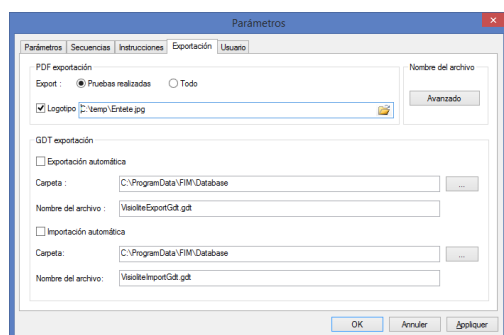 Parámetros
Parámetros Secuencias Instrucciones Exportación Usuario
PDF exportación
Export : Pruebas realizadas Todo
Logotipo C:\temp\Entete.jpg
Nombre del archivo
Avanzado
GDT exportación
Exportación automática
Carpeta : C:\ProgramData\FIM\Database ...
Nombre del archivo : VisioliteExportGdt.gdt
Importación automática
Carpeta: C:\ProgramData\FIM\Database ...
Nombre del archivo: VisioliteImportGdt.gdt
OK Annuler Appliquer